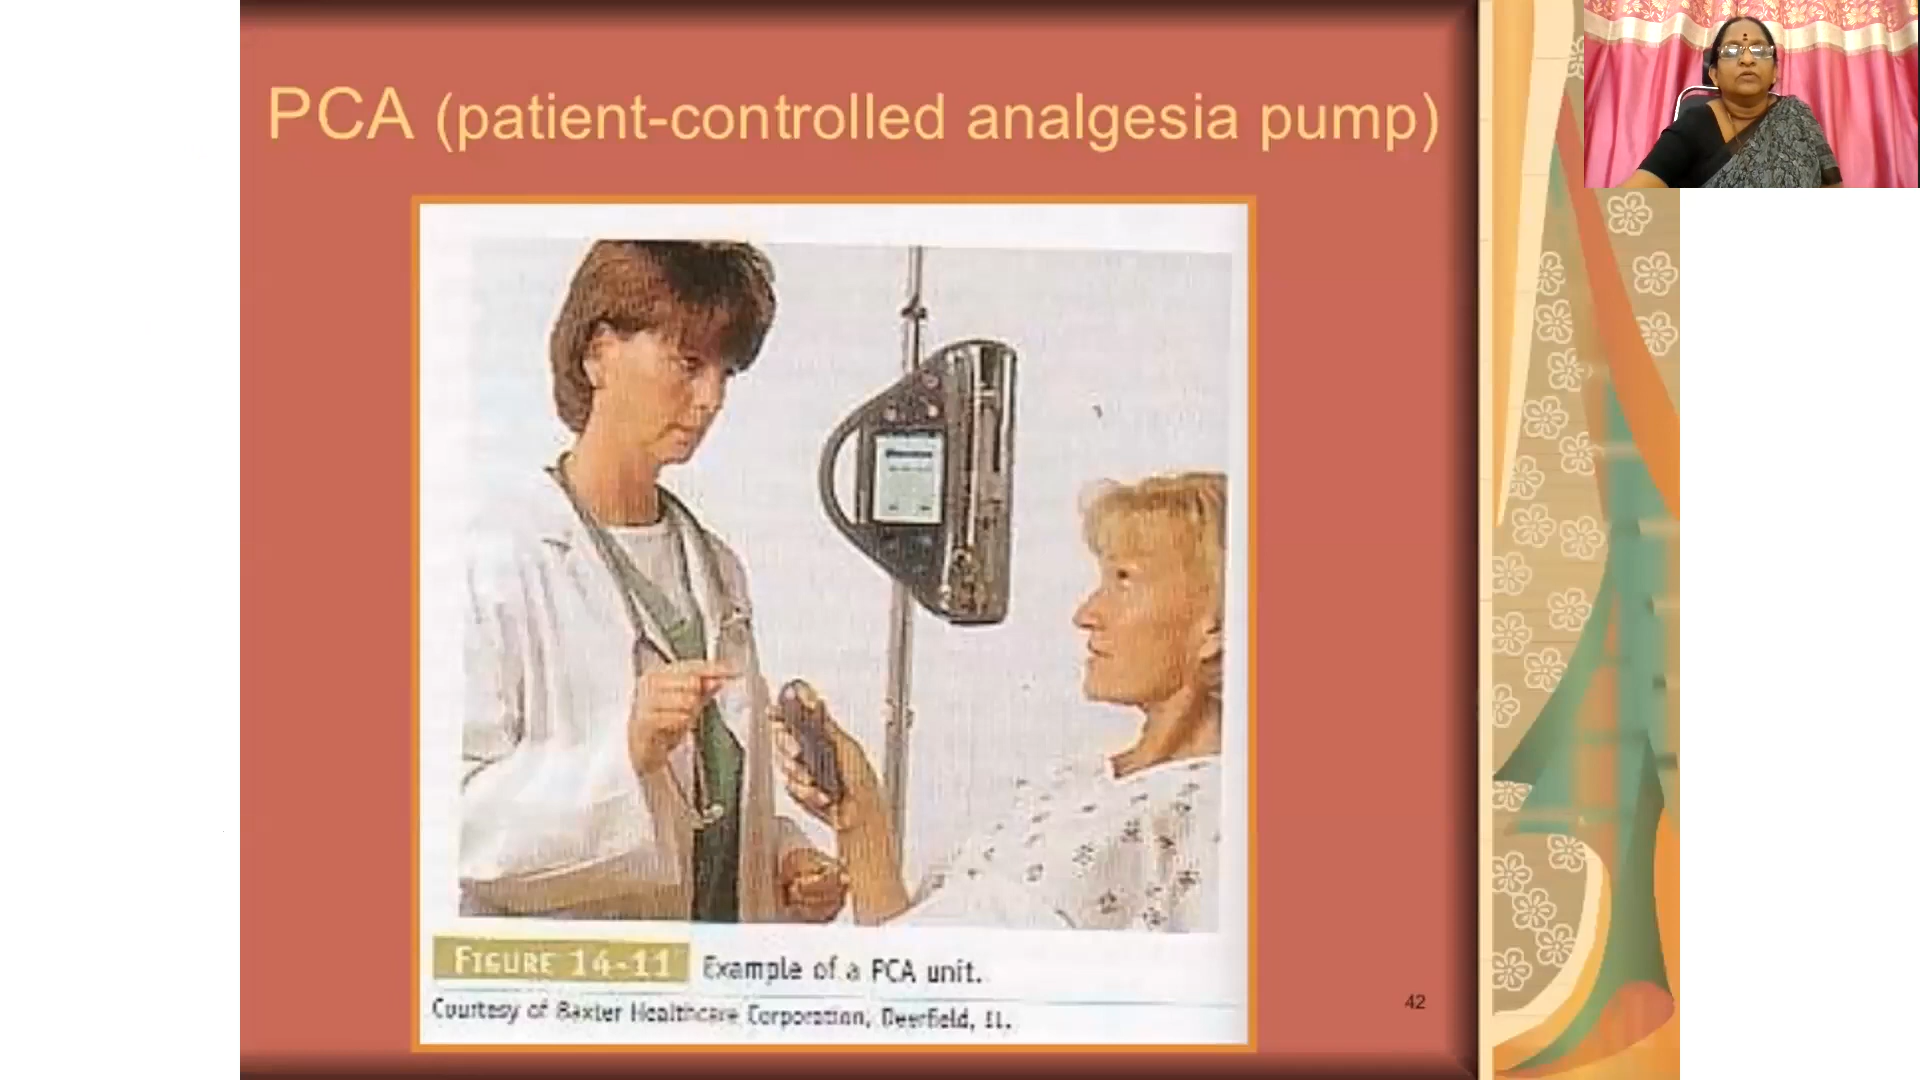 PCA (patient-controlled analgesia pump)
FIGURE 14-11 Example of a PCA unit.
Courtesy of Baxter Healthcare Corporation, Deerfield, IL.
42